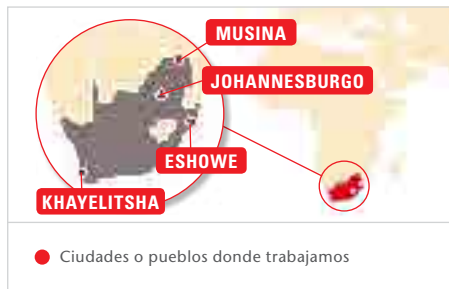 MUSINA
JOHANNESBURGO
ESHOWE
KHAYELITSHA
Ciudades o pueblos donde trabajamos